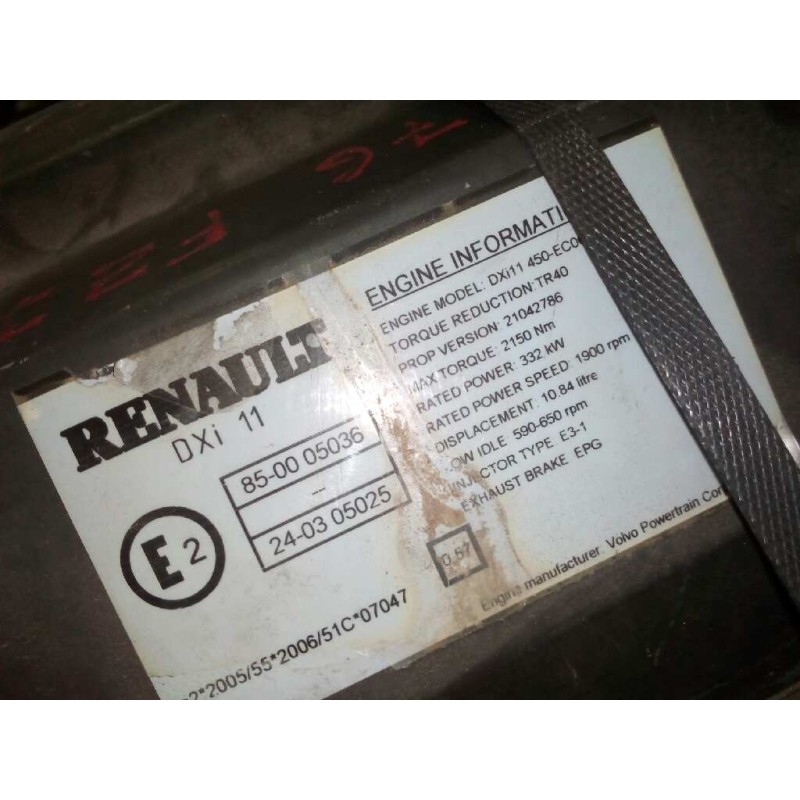 RENAULT
DXi 11
85-00 05036
–
24-03 05025
E2
2*2005/55*2006/51C*07047
ENGINE INFORMATI
ENGINE MODEL: DXi11 450-EC0
TORQUE REDUCTION:TR40
PROP VERSION: 21042786
MAX TORQUE: 2150 Nm
RATED POWER: 332 kW
RATED POWER SPEED: 1900 rpm
DISPLACEMENT: 10.84 litre
LOW IDLE: 590-650 rpm
INJECTOR TYPE E3-1
EXHAUST BRAKE EPG
0.57
Engine manufacturer: Volvo Powertrain Cor